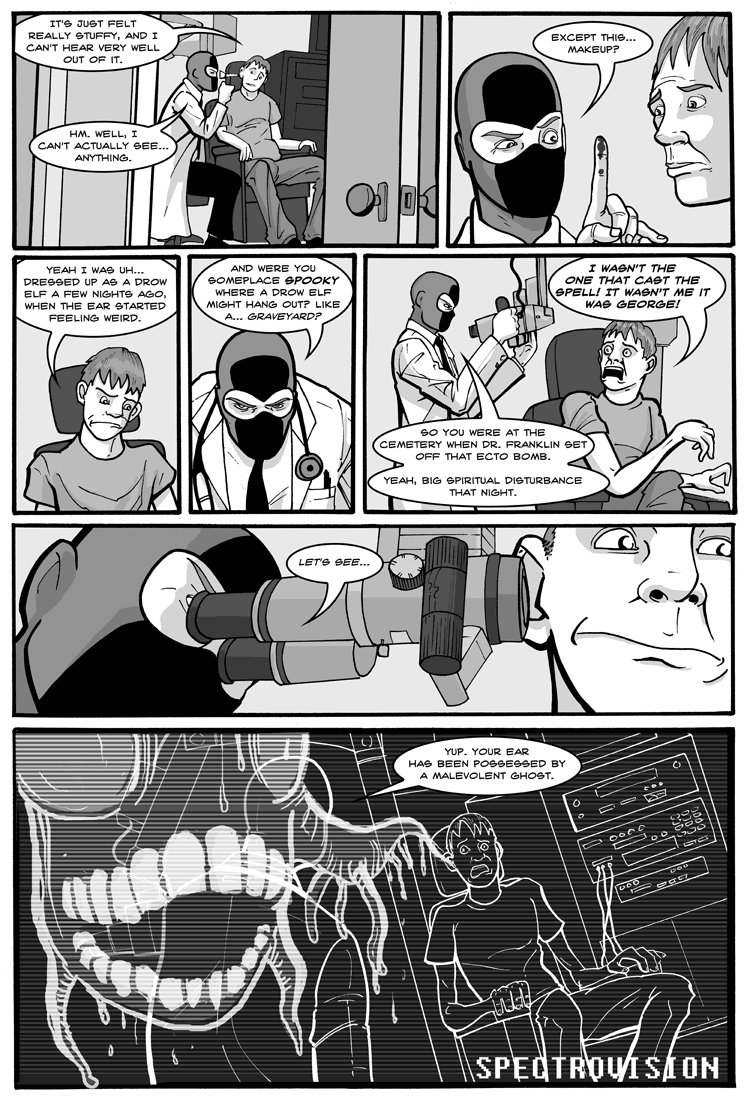 IT'S JUST FELT
REALLY STUFFY, AND I
CAN'T HEAR VERY WELL
OUT OF IT.
HM. WELL, I
CAN'T ACTUALLY SEE...
ANYTHING.
EXCEPT THIS...
MAKEUP?
YEAH I WAS UH...
DRESSED UP AS A DROW
ELF A FEW NIGHTS AGO,
WHEN THE EAR STARTED
FEELING WEIRD.
AND WERE YOU
SOMEPLACE SPOOKY
WHERE A DROW ELF
MIGHT HANG OUT? LIKE
A... GRAVEYARD?
I WASN'T THE
ONE THAT CAST THE
SPELL! IT WASN'T ME IT
WAS GEORGE!
SO YOU WERE AT THE
CEMETERY WHEN DR. FRANKLIN SET
OFF THAT ECTO BOMB.
YEAH, BIG SPIRITUAL DISTURBANCE
THAT NIGHT.
LET'S SEE...
YUP. YOUR EAR
HAS BEEN POSSESSED BY
A MALEVOLENT GHOST.
SPECTROVISION